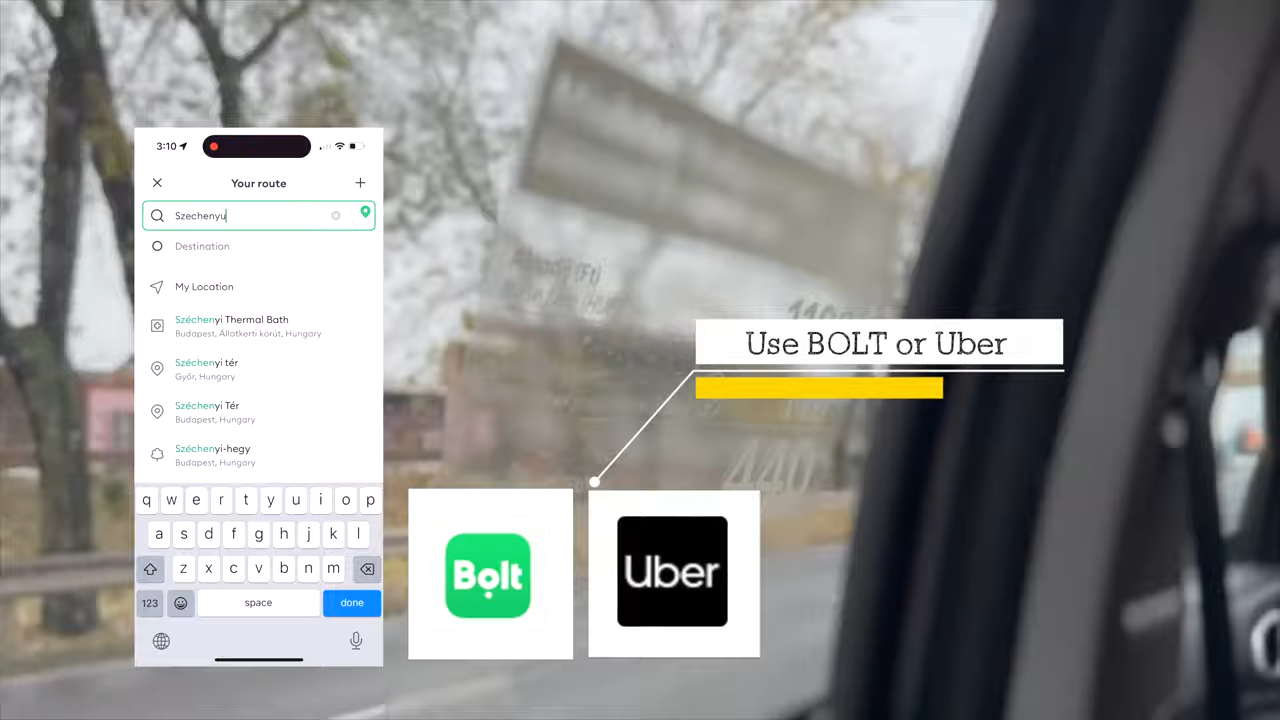 3:10
Your route
Szechenyu
Destination
My Location
Széchenyi Thermal Bath
Budapest, Állatkerti körút, Hungary
Széchenyi tér
Győr, Hungary
Széchenyi Tér
Budapest, Hungary
Széchenyi-hegy
Budapest, Hungary
q w e r t y u i o p
a s d f g h j k l
z x c v b n m
123 space done
Use BOLT or Uber
Bolt
Uber
440